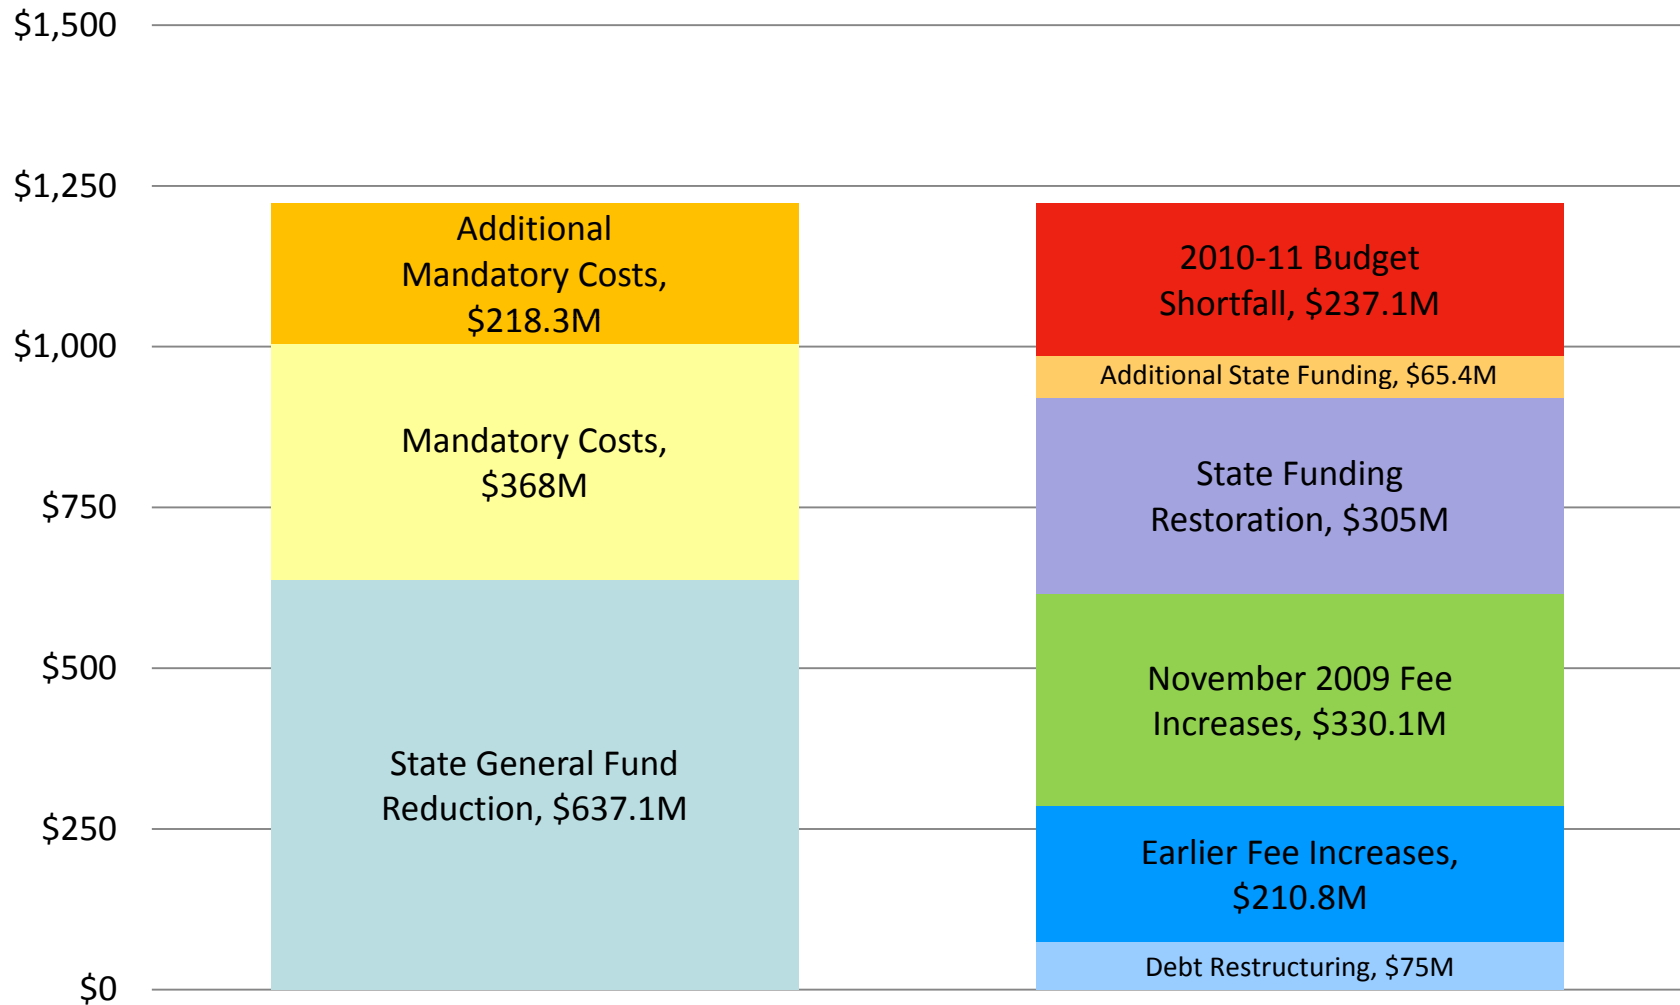 $1,500
$1,250
$1,000
$750
$500
$250
$0
Additional
Mandatory Costs,
$218.3M
Mandatory Costs,
$368M
State General Fund
Reduction, $637.1M
2010-11 Budget
Shortfall, $237.1M
Additional State Funding, $65.4M
State Funding
Restoration, $305M
November 2009 Fee
Increases, $330.1M
Earlier Fee Increases,
$210.8M
Debt Restructuring, $75M